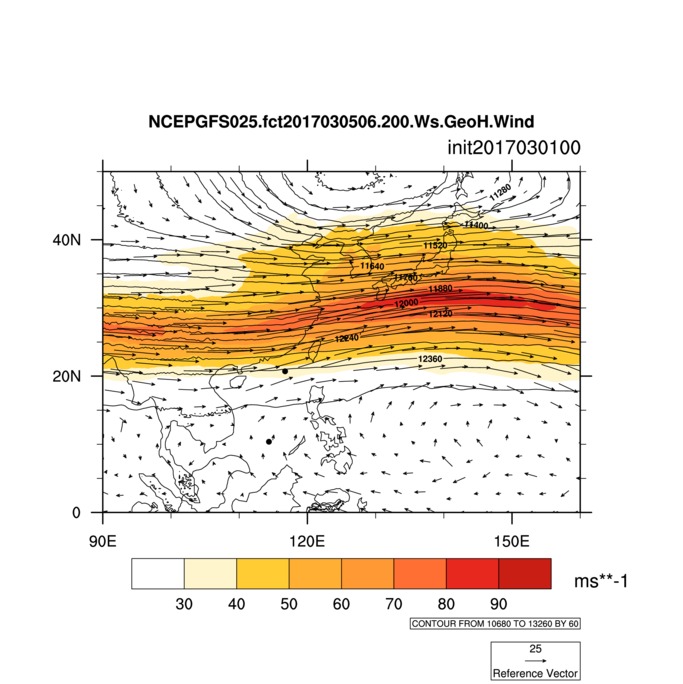 NCEPGFS025.fct2017030506.200.Ws.GeoH.Wind
init2017030100
11280
11400
40N
11520
11640
11760
11880
12000
12120
12240
12360
20N
0
90E 120E 150E
ms**-1
30 40 50 60 70 80 90
CONTOUR FROM 10680 TO 13260 BY 60
25
Reference Vector